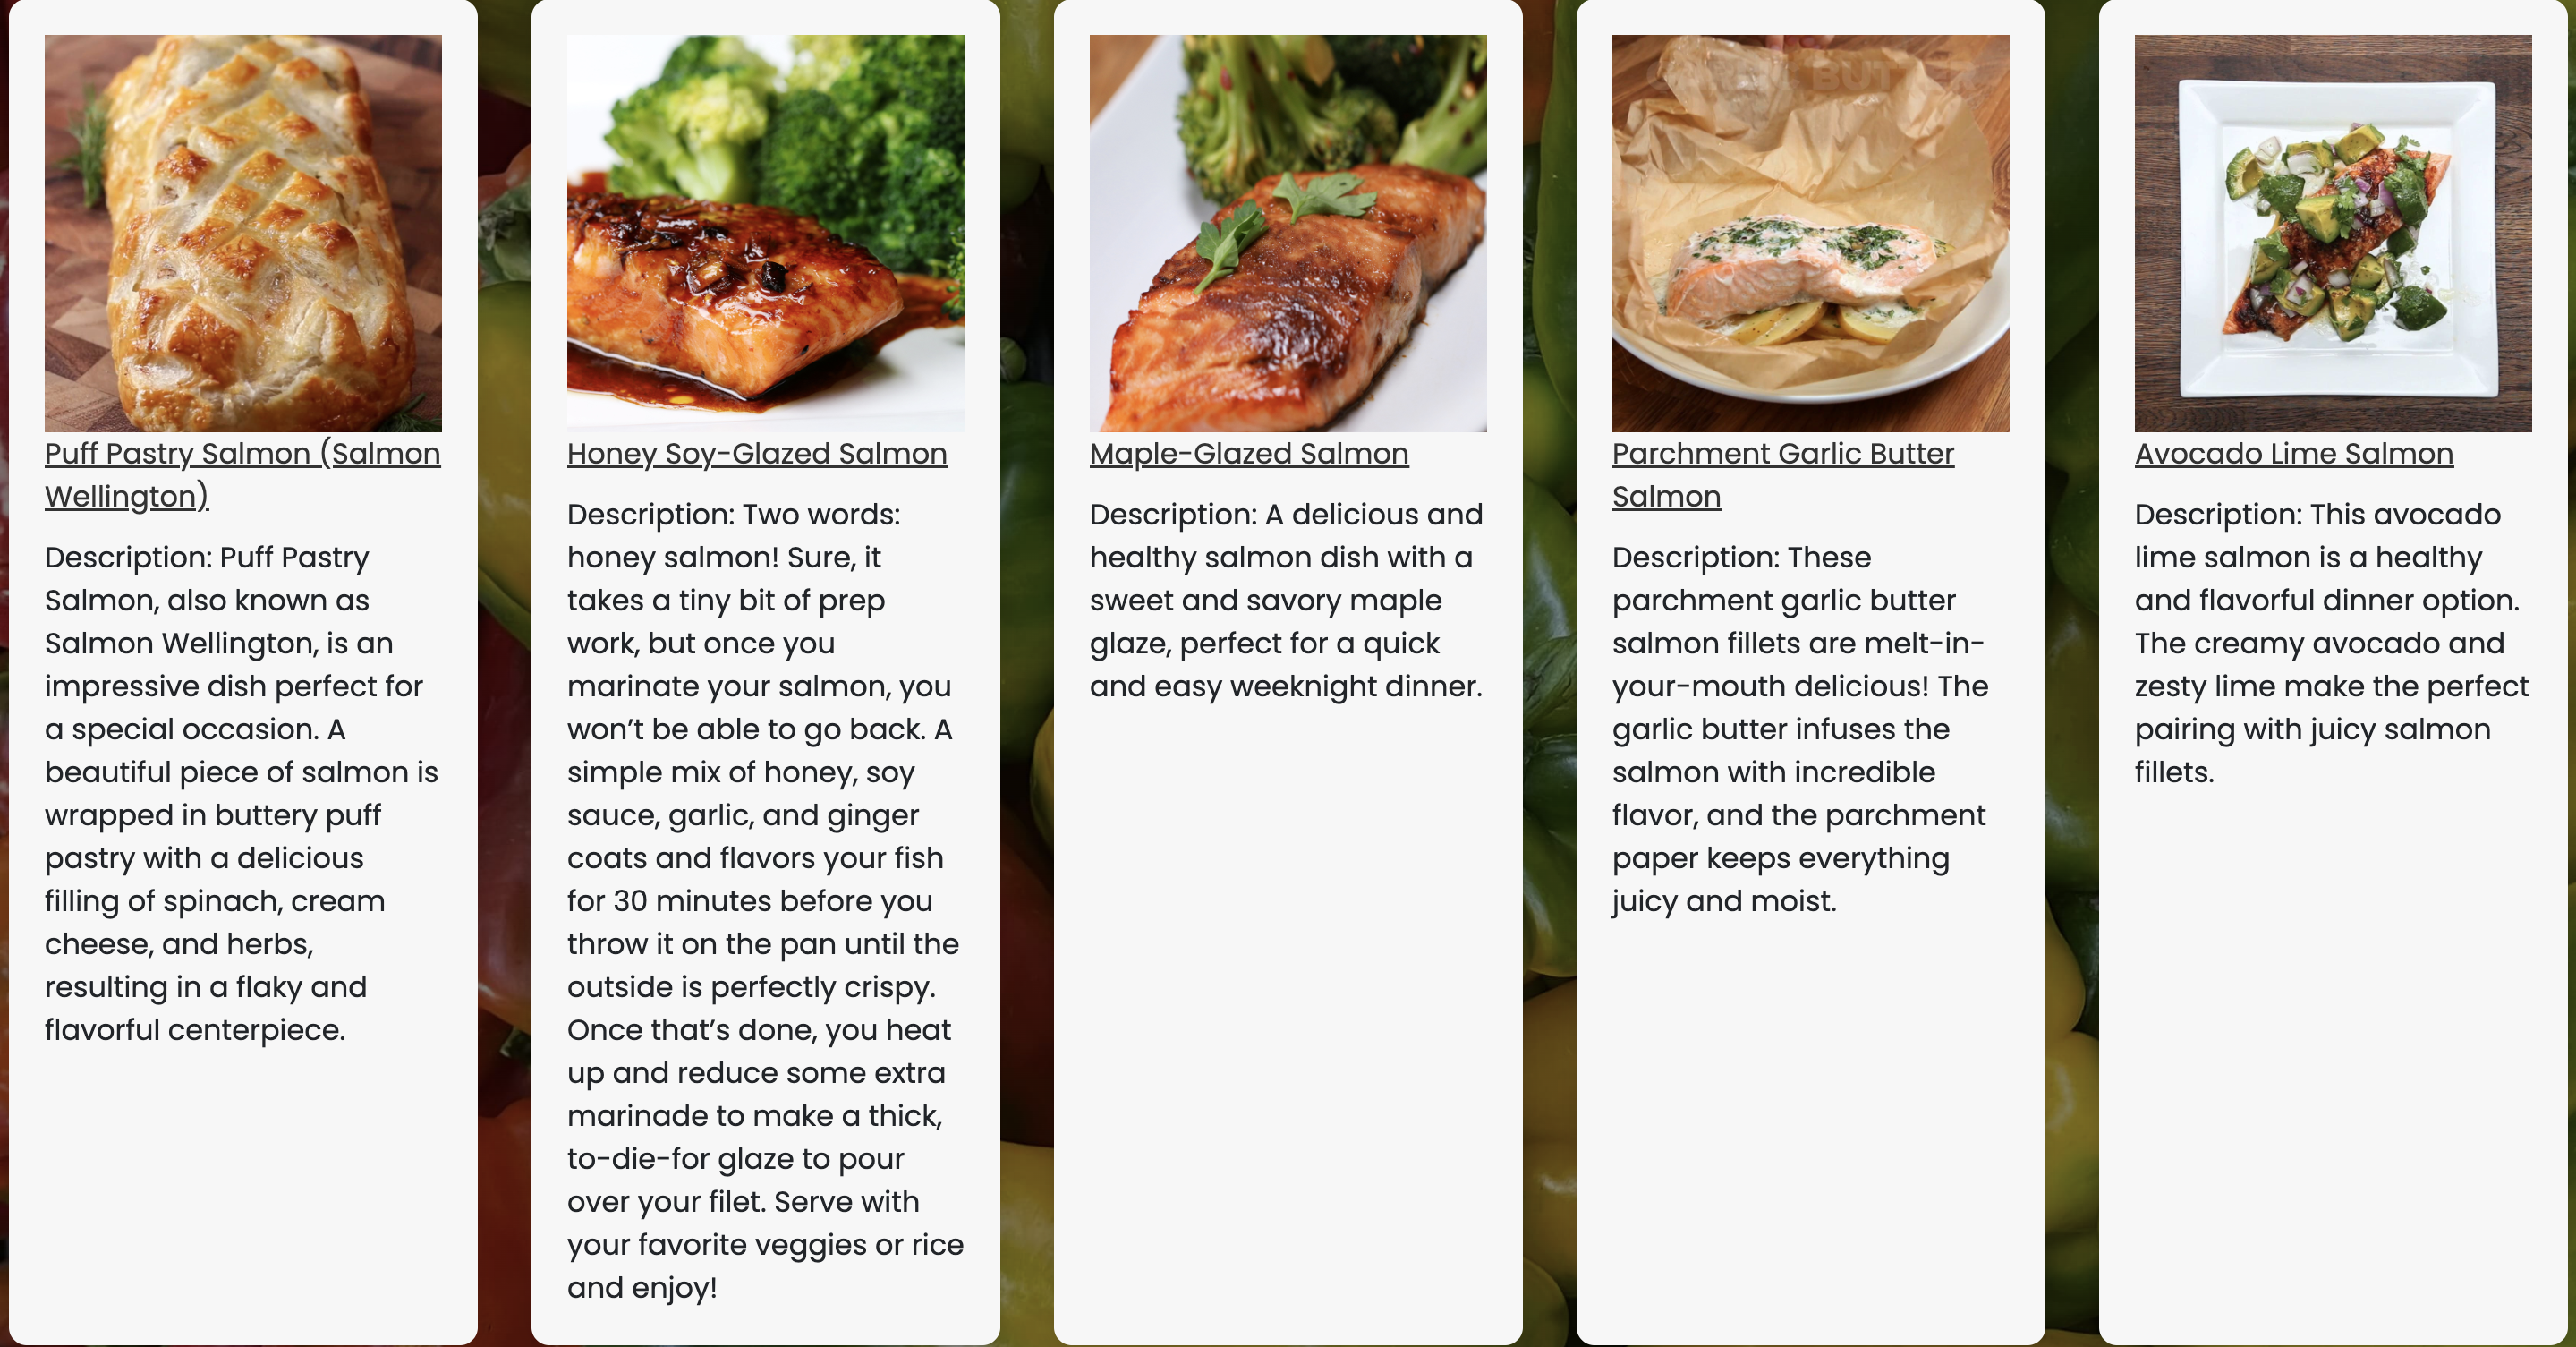 Puff Pastry Salmon (Salmon
Wellington)
Description: Puff Pastry
Salmon, also known as
Salmon Wellington, is an
impressive dish perfect for
a special occasion. A
beautiful piece of salmon is
wrapped in buttery puff
pastry with a delicious
filling of spinach, cream
cheese, and herbs,
resulting in a flaky and
flavorful centerpiece.
Honey Soy-Glazed Salmon
Description: Two words:
honey salmon! Sure, it
takes a tiny bit of prep
work, but once you
marinate your salmon, you
won’t be able to go back. A
simple mix of honey, soy
sauce, garlic, and ginger
coats and flavors your fish
for 30 minutes before you
throw it on the pan until the
outside is perfectly crispy.
Once that’s done, you heat
up and reduce some extra
marinade to make a thick,
to-die-for glaze to pour
over your filet. Serve with
your favorite veggies or rice
and enjoy!
Maple-Glazed Salmon
Description: A delicious and
healthy salmon dish with a
sweet and savory maple
glaze, perfect for a quick
and easy weeknight dinner.
Parchment Garlic Butter
Salmon
Description: These
parchment garlic butter
salmon fillets are melt-in-
your-mouth delicious! The
garlic butter infuses the
salmon with incredible
flavor, and the parchment
paper keeps everything
juicy and moist.
Avocado Lime Salmon
Description: This avocado
lime salmon is a healthy
and flavorful dinner option.
The creamy avocado and
zesty lime make the perfect
pairing with juicy salmon
fillets.